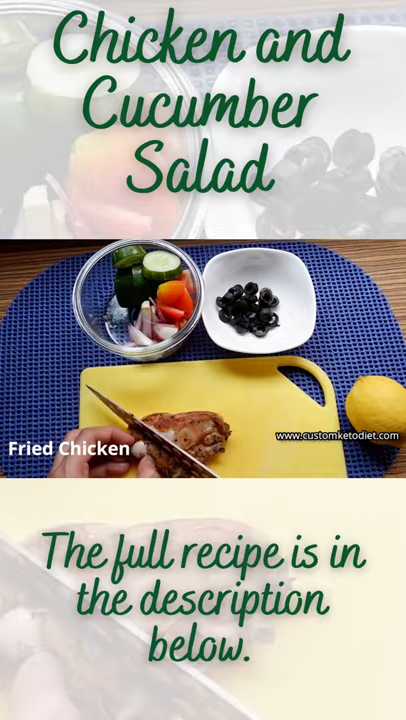 Chicken and
Cucumber
Salad
www.customketodiet.com
Fried Chicken
The full recipe is in
the description
below.